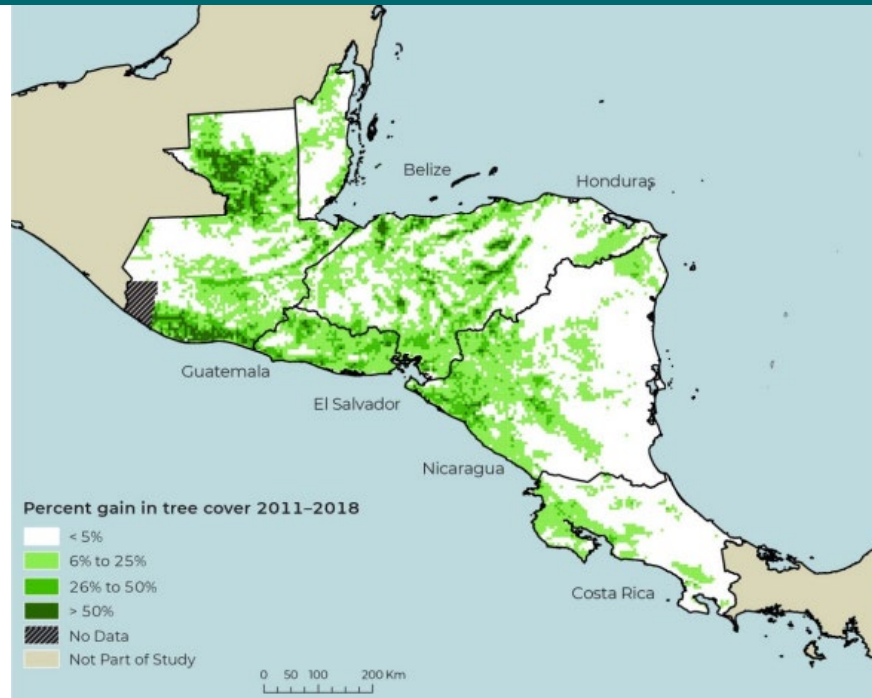 Belize
Honduras
Guatemala
El Salvador
Nicaragua
Costa Rica
Percent gain in tree cover 2011–2018
< 5%
6% to 25%
26% to 50%
> 50%
No Data
Not Part of Study
0 50 100 200 Km